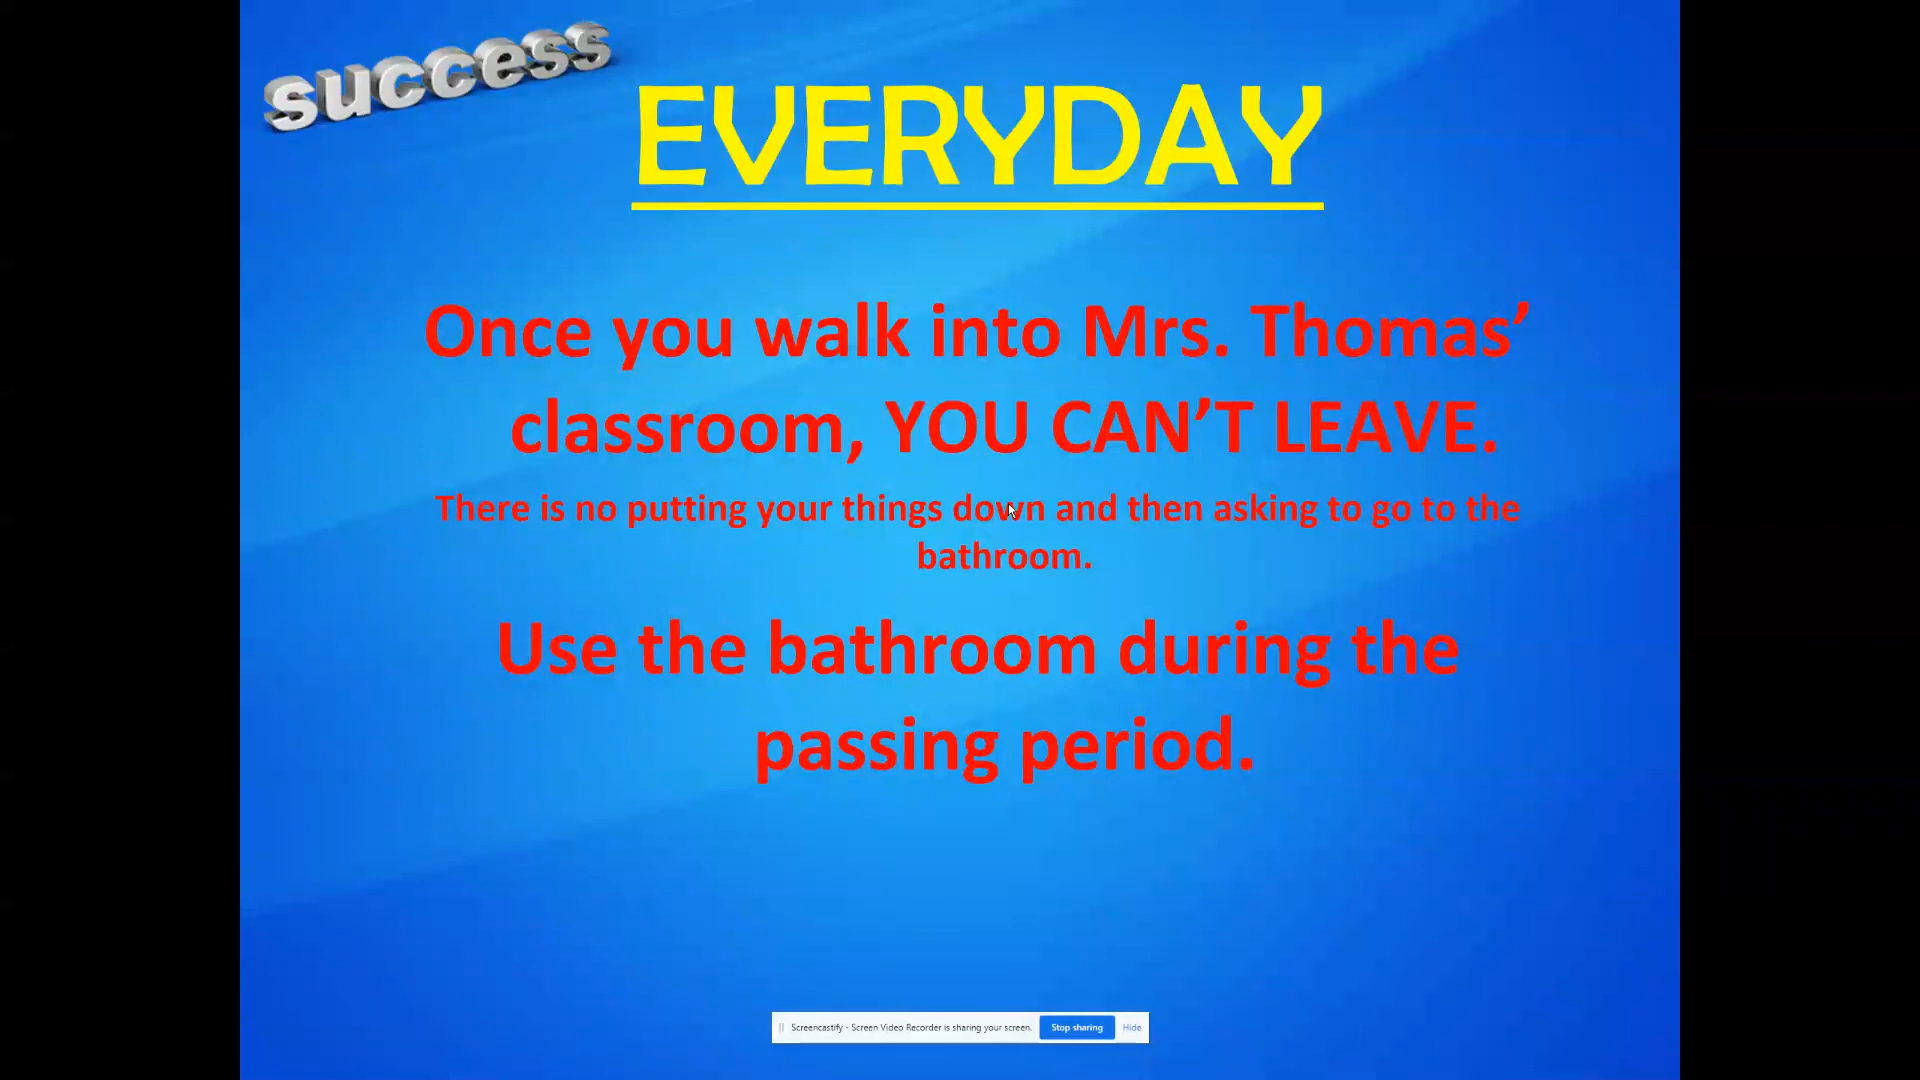 success
EVERYDAY
Once you walk into Mrs. Thomas’
classroom, YOU CAN’T LEAVE.
There is no putting your things down and then asking to go to the
bathroom.
Use the bathroom during the
passing period.
Screencastify - Screen Video Recorder is sharing your screen. Stop sharing Hide